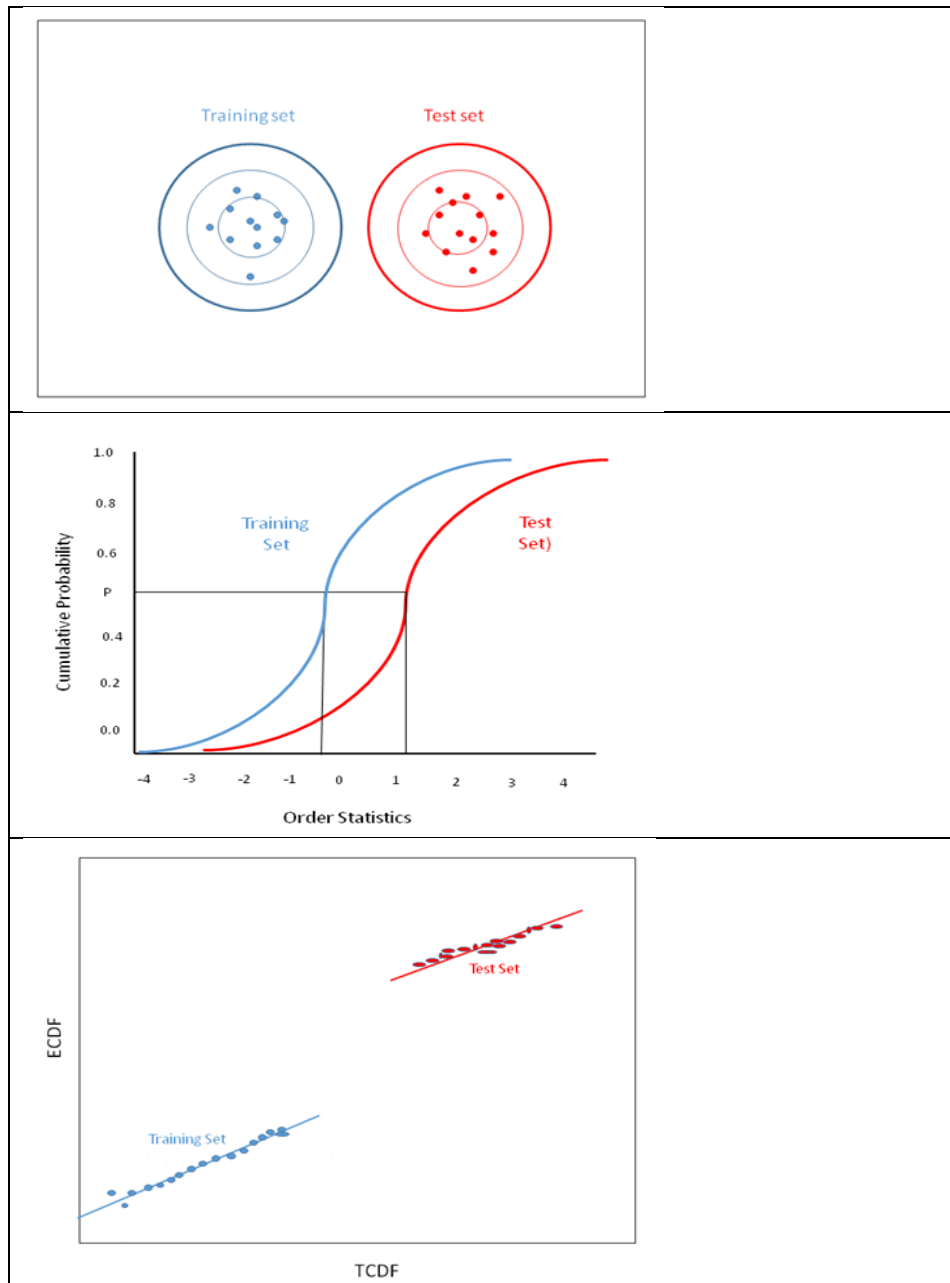 Training set
Test set
1.0
0.8
0.6
P
0.4
0.2
0.0
Cumulative Probability
Training
Set
Test
Set)
-4 -3 -2 -1 0 1 2 3 4
Order Statistics
ECDF
Test Set
Training Set
TCDF